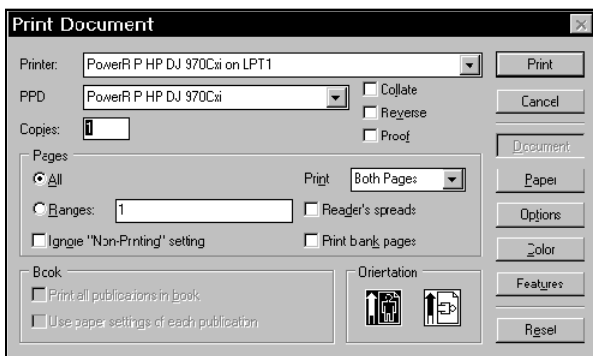 Print Document
Printer: PowerR P HP DJ 970Cxi on LPT1 Print
PPD PowerR P HP DJ 970Cxi Collate Cancel
Reverse
Copies: 1 Proof Document
Pages
All Print Both Pages Paper
Ranges: 1 Reader's spreads Options
Ignore "Non-Printing" setting Print bank pages Color
Book Orientation Features
Print all publications in book
Use paper settings of each publication Reset